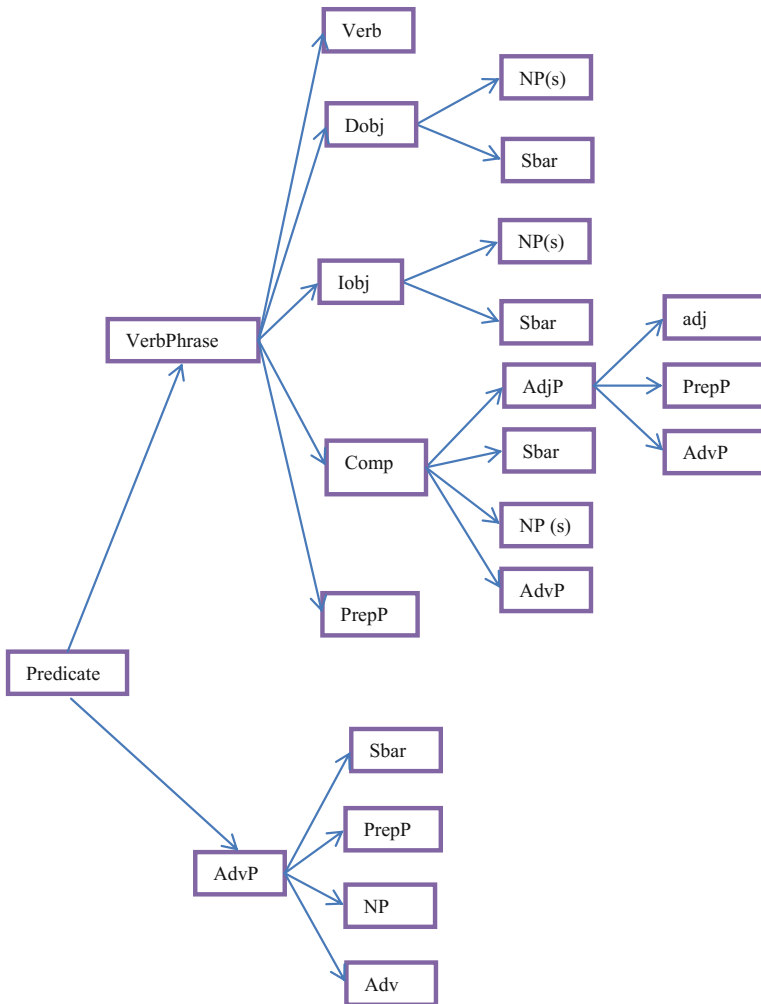 Verb
NP(s)
Dobj
Sbar
NP(s)
Iobj
Sbar
adj
VerbPhrase
AdjP
PrepP
Sbar
AdvP
Comp
NP (s)
AdvP
PrepP
Predicate
Sbar
PrepP
AdvP
NP
Adv